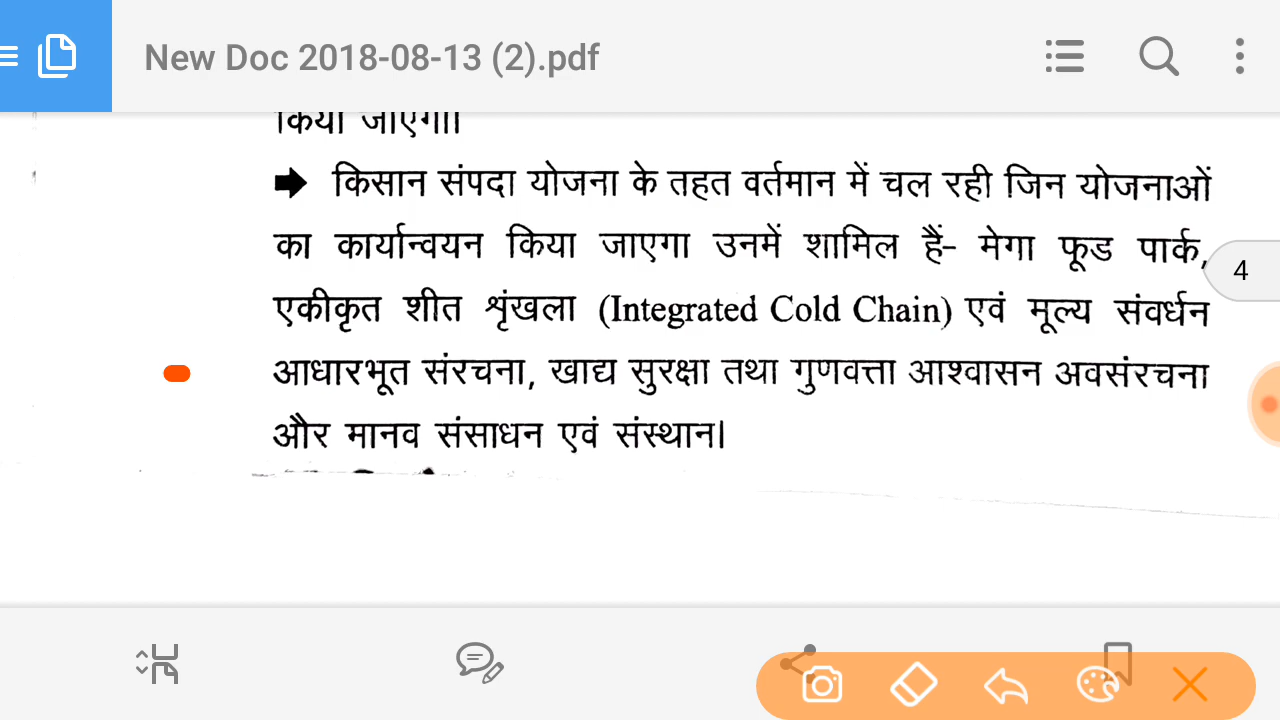 New Doc 2018-08-13 (2).pdf
किया जाएगा।
➡ किसान संपदा योजना के तहत वर्तमान में चल रही जिन योजनाओं
का कार्यान्वयन किया जाएगा उनमें शामिल हैं– मेगा फूड पार्क,
4
एकीकृत शीत शृंखला (Integrated Cold Chain) एवं मूल्य संवर्धन
आधारभूत संरचना, खाद्य सुरक्षा तथा गुणवत्ता आश्वासन अवसंरचना
और मानव संसाधन एवं संस्थान।